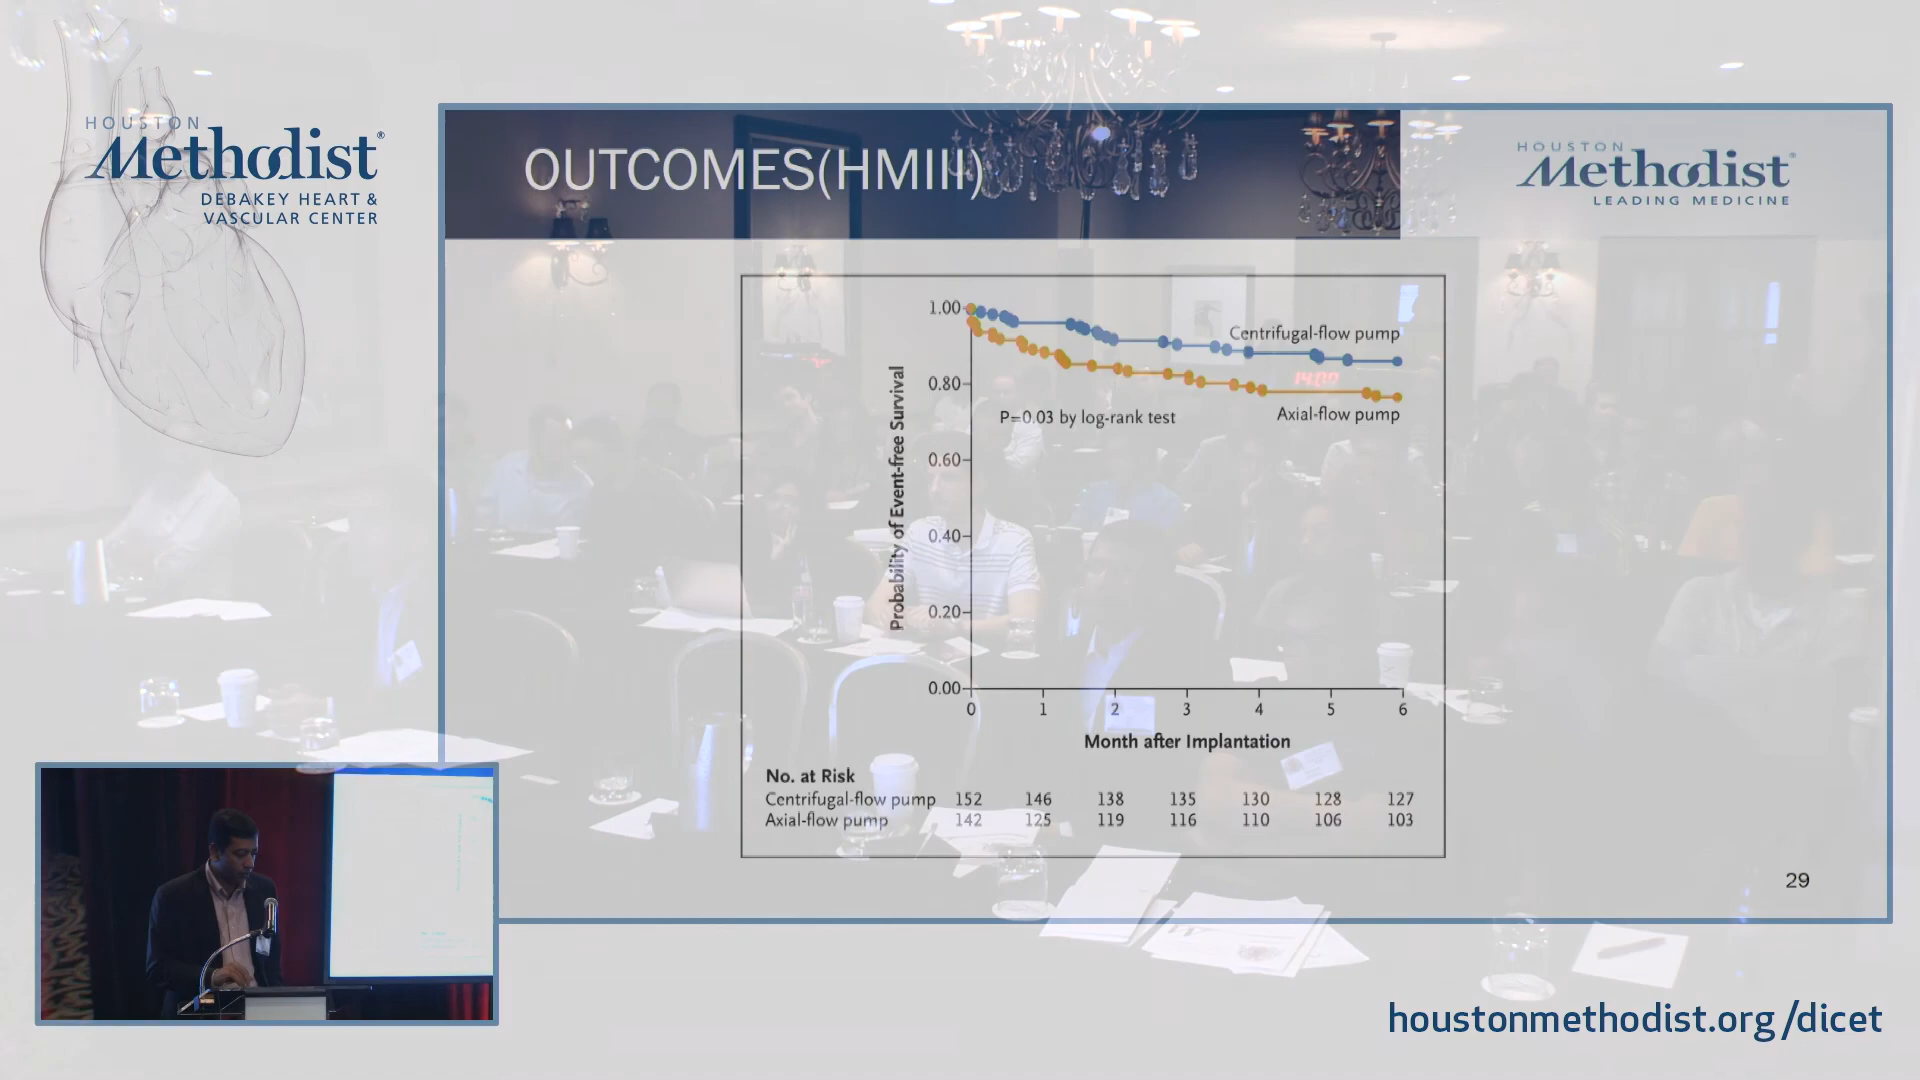 HOUSTON
Methodist®
DEBAKEY HEART &
VASCULAR CENTER
OUTCOMES(HMIII)
HOUSTON
Methodist®
LEADING MEDICINE
1.00
0.80
0.60
0.40
0.20
0.00
Probability of Event-free Survival
Centrifugal-flow pump
14:00
P=0.03 by log-rank test
Axial-flow pump
0 1 2 3 4 5 6
Month after Implantation
No. at Risk
Centrifugal-flow pump 152 146 138 135 130 128 127
Axial-flow pump 142 125 119 116 110 106 103
29
houstonmethodist.org/dicet